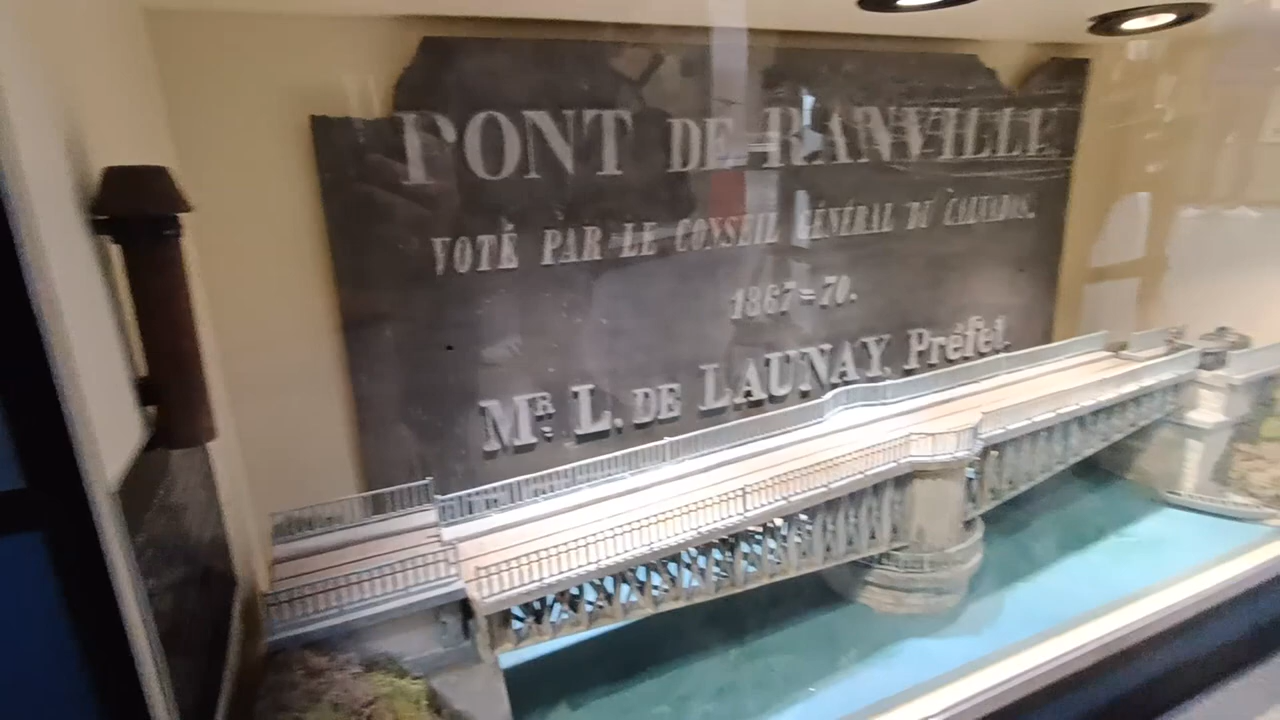 PONT DE RANVILLE
VOTÉ PAR LE CONSEIL GÉNÉRAL DU CALVADOS.
1867=70.
MR. L. DE LAUNAY, Préfet.